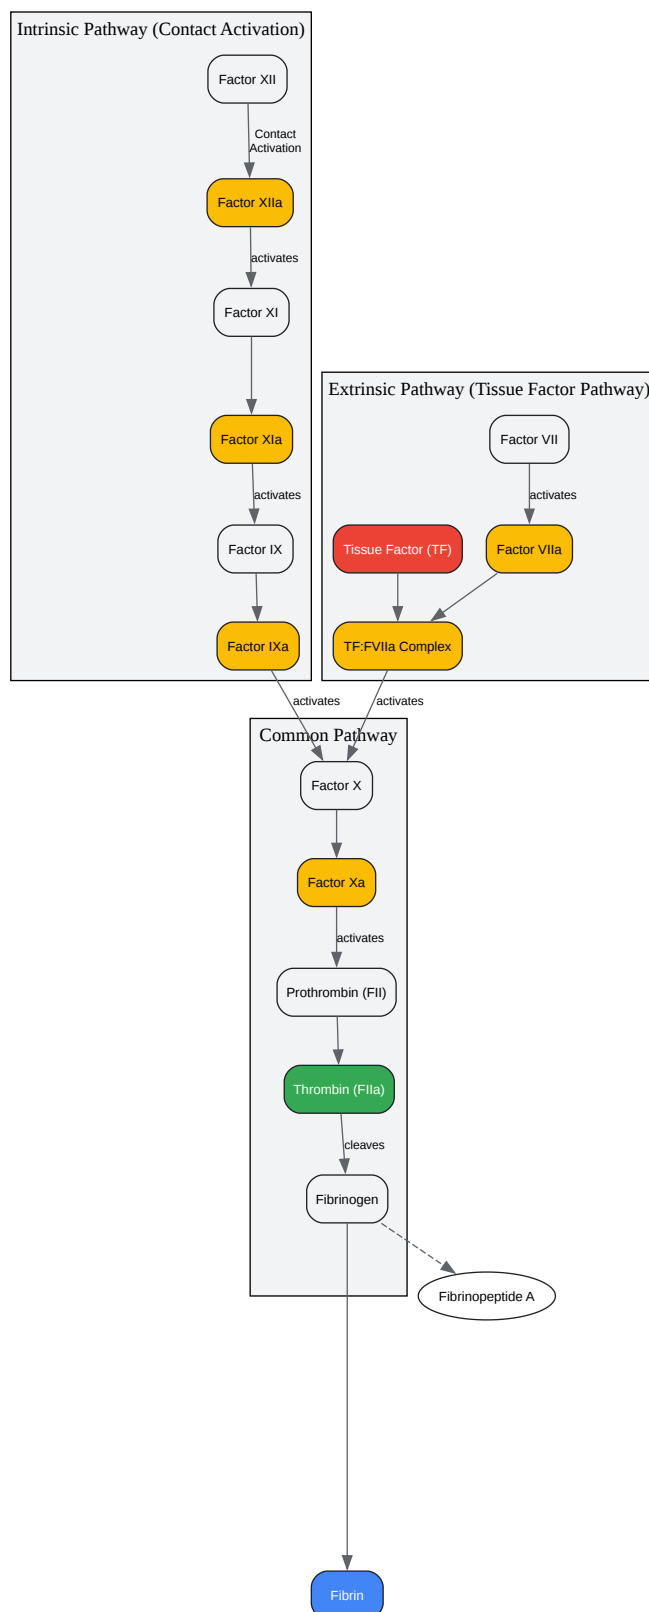 Intrinsic Pathway (Contact Activation)
Factor XII
Contact
Activation
Factor XIIa
activates
Factor XI
Factor XIa
activates
Factor IX
Factor IXa
activates
Extrinsic Pathway (Tissue Factor Pathway)
Factor VII
activates
Tissue Factor (TF)
Factor VIIa
TF:FVIIa Complex
activates
Common Pathway
Factor X
Factor Xa
activates
Prothrombin (FII)
Thrombin (FIIa)
cleaves
Fibrinogen
Fibrinopeptide A
Fibrin